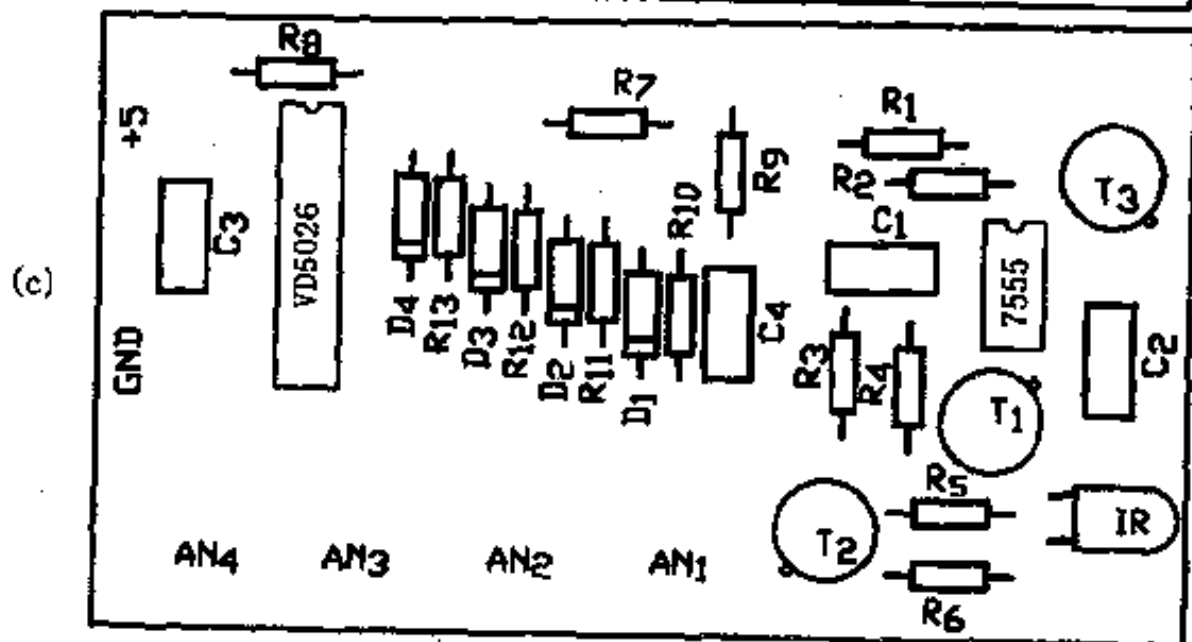 (c)
R8
R7
R1
+5
R9
R2
T3
C3
VD5026
R10
C1
7555
D4
R13
D3
R12
D2
R11
D1
C4
R3
R4
C2
GND
T1
R5
IR
T2
AN4
AN3
AN2
AN1
R6